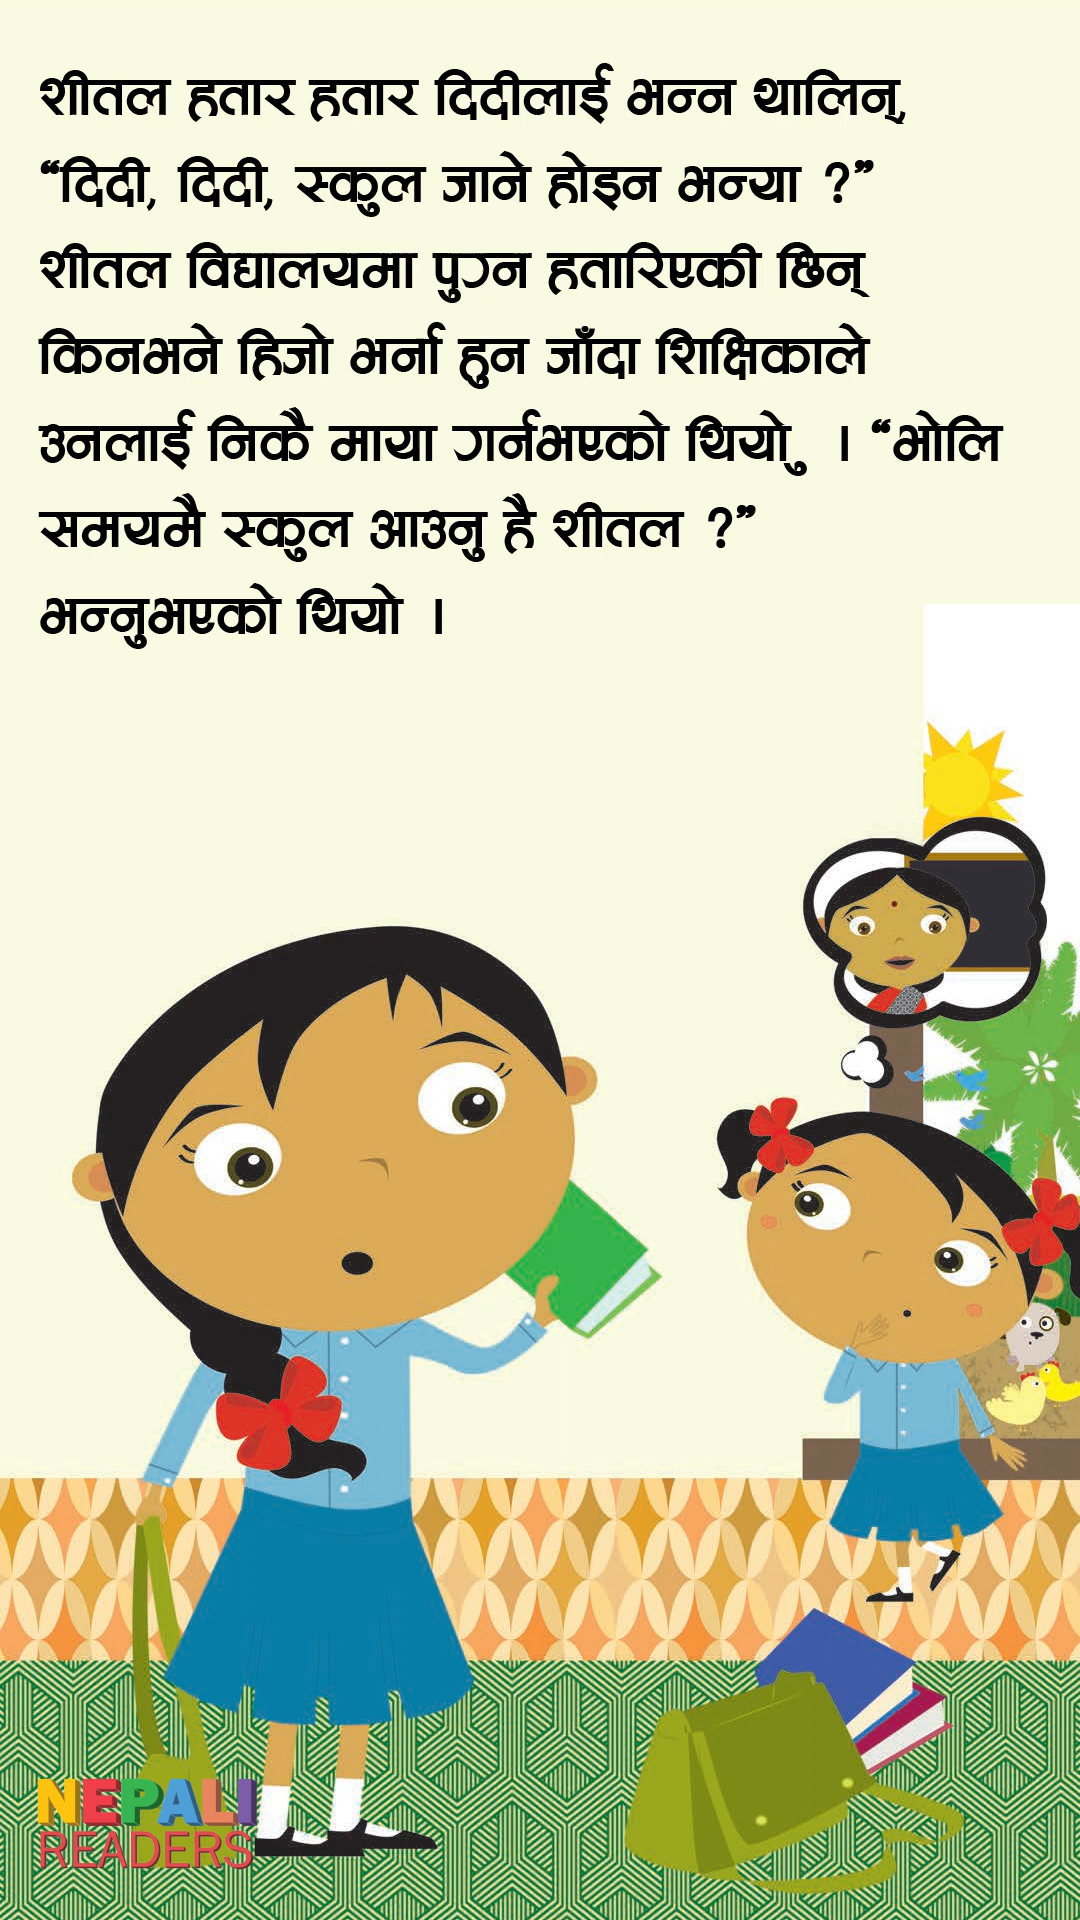 शीतल हतार हतार दिदीलाई भन्न थालिन्,
“दिदी, दिदी, स्कुल जाने होइन भन्या ?”
शीतल विद्यालयमा पुग्न हतारिएकी छिन्
किनभने हिजो भर्ना हुन जाँदा शिक्षिकाले
उनलाई निकै माया गर्नभएको थियोु । “भोलि
समयमै स्कुल आउनु है शीतल ?”
भन्नुभएको थियो ।
NEPALI
READERS